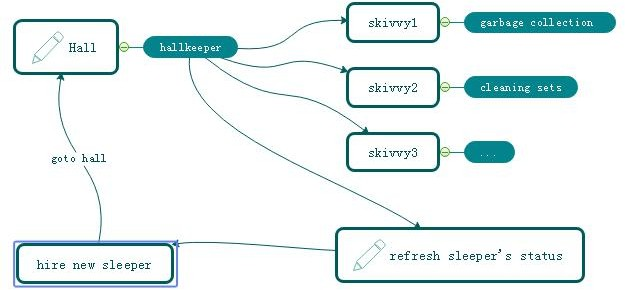 Hall
hallkeeper
skivvy1
garbage collection
skivvy2
cleaning sets
skivvy3
...
goto hall
hire new sleeper
refresh sleeper's status